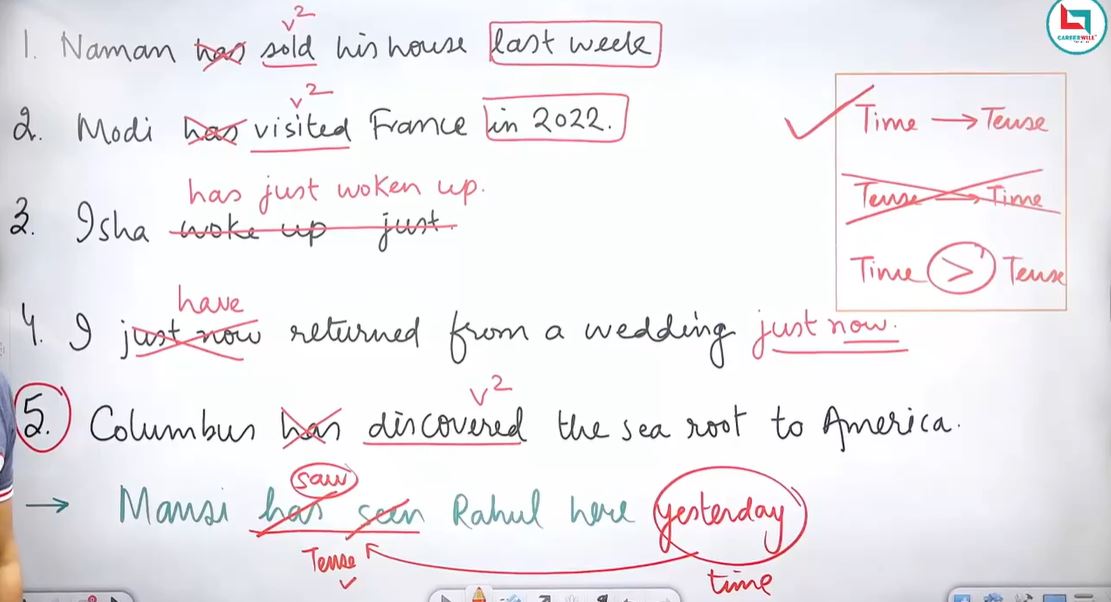 v²
1. Naman has sold his house last week
CAREERWILL
v²
2. Modi has visited France in 2022.
Time → Tense
has just woken up.
Tense → Time
3. Isha woke up just.
Time > Tense
have
4. I just now returned from a wedding just now.
v²
5. Columbus has discovered the sea root to America.
saw
→ Mansi has seen Rahul here yesterday
Tense
time